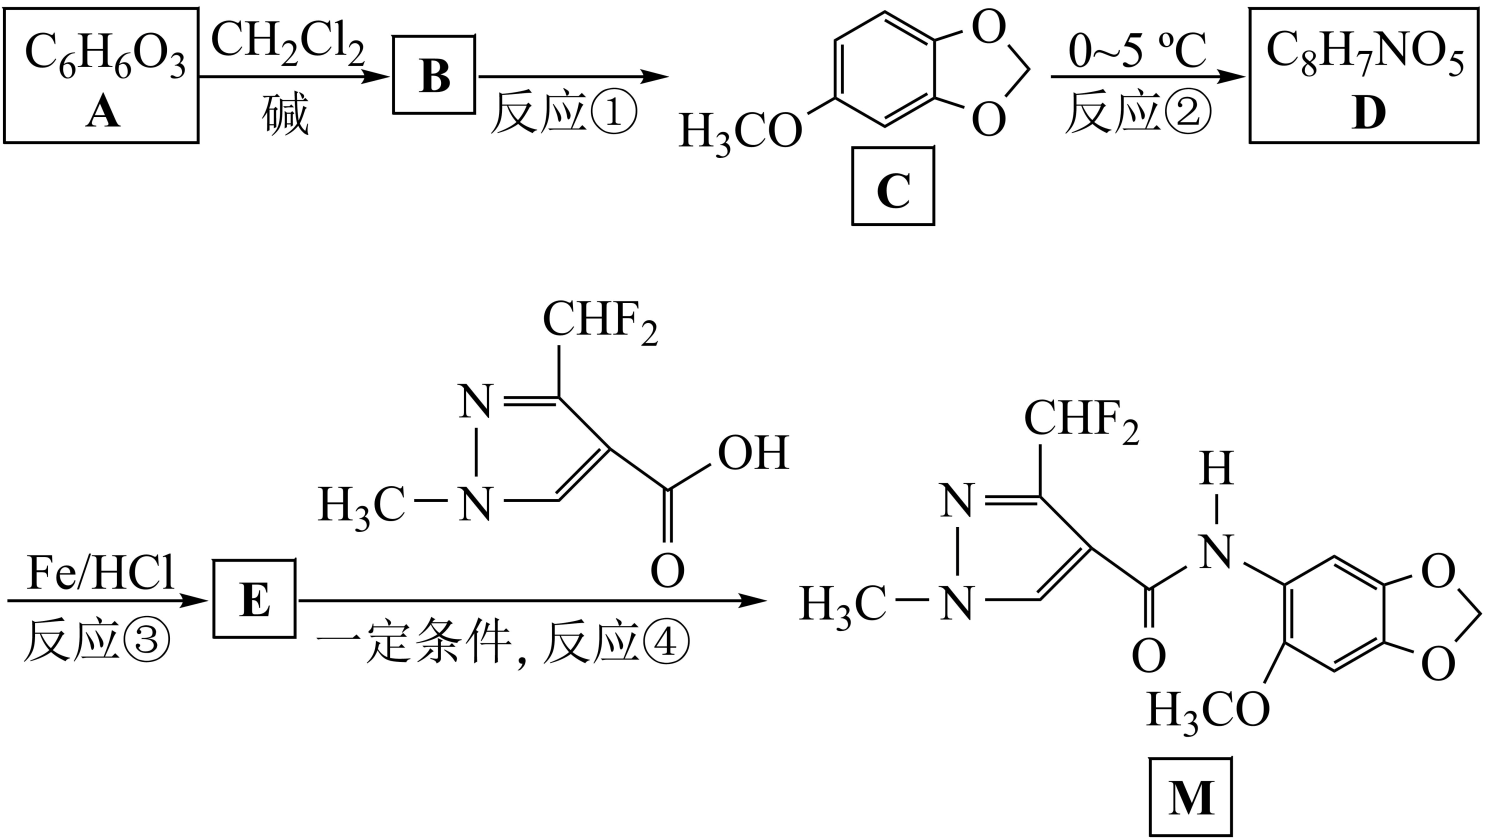 C₆H₆O₃ A
CH₂Cl₂
碱
B
反应①
H₃CO
O
O
C
0~5 ºC
反应②
C₈H₇NO₅ D
Fe/HCl
反应③
E
CHF₂
N
H₃C
N
OH
O
一定条件, 反应④
CHF₂
N
H₃C
N
O
H
N
O
O
H₃CO
M